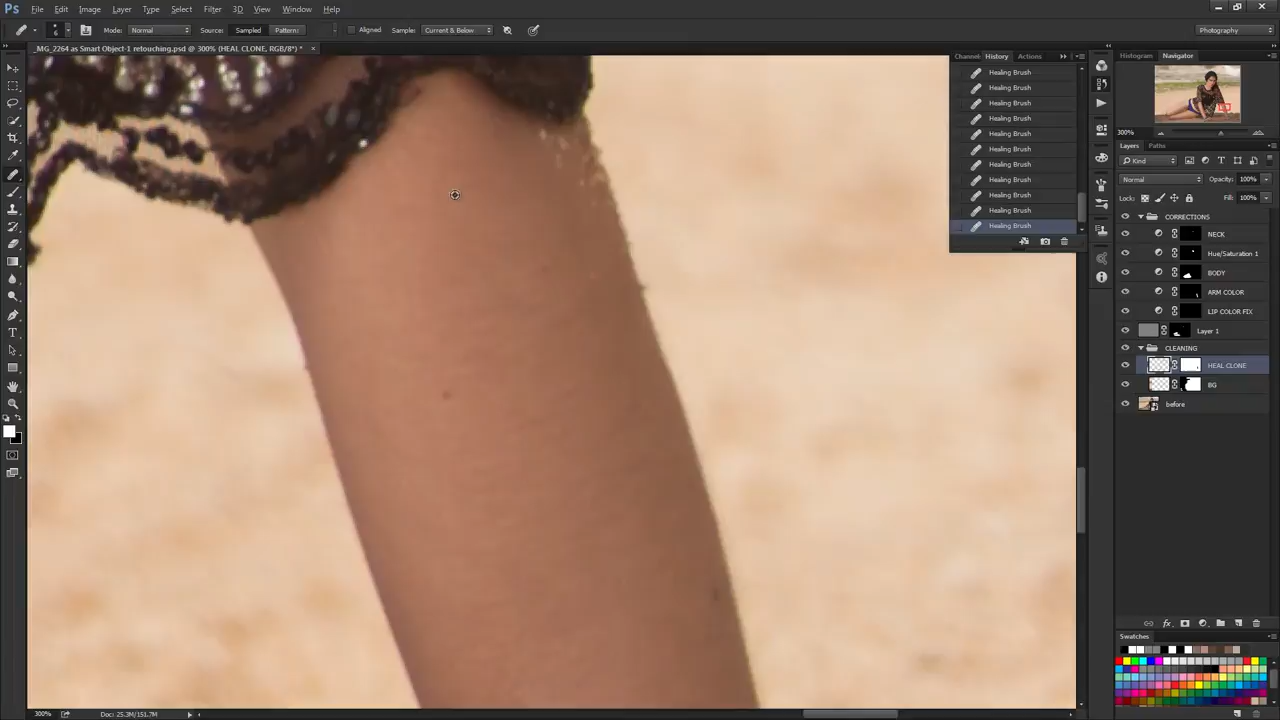 Ps File Edit Image Layer Type Select Filter 3D View Window Help
6 Mode: Normal Source: Sampled Pattern: Aligned Sample: Current & Below Photography
_MG_2264 as Smart Object-1 retouching.psd @ 300% (HEAL CLONE, RGB/8*) * ×
Channel History Actions
Histogram Navigator
Healing Brush
Healing Brush
Healing Brush
Healing Brush
Healing Brush
Healing Brush
Healing Brush
Healing Brush
Healing Brush
Healing Brush
Healing Brush
300%
Layers Paths
Kind
Normal Opacity: 100%
Lock: Fill: 100%
CORRECTIONS
NECK
Hue/Saturation 1
BODY
ARM COLOR
LIP COLOR FIX
Layer 1
CLEANING
HEAL CLONE
BG
before
fx
Swatches
300% Doc: 25.3M/151.7M